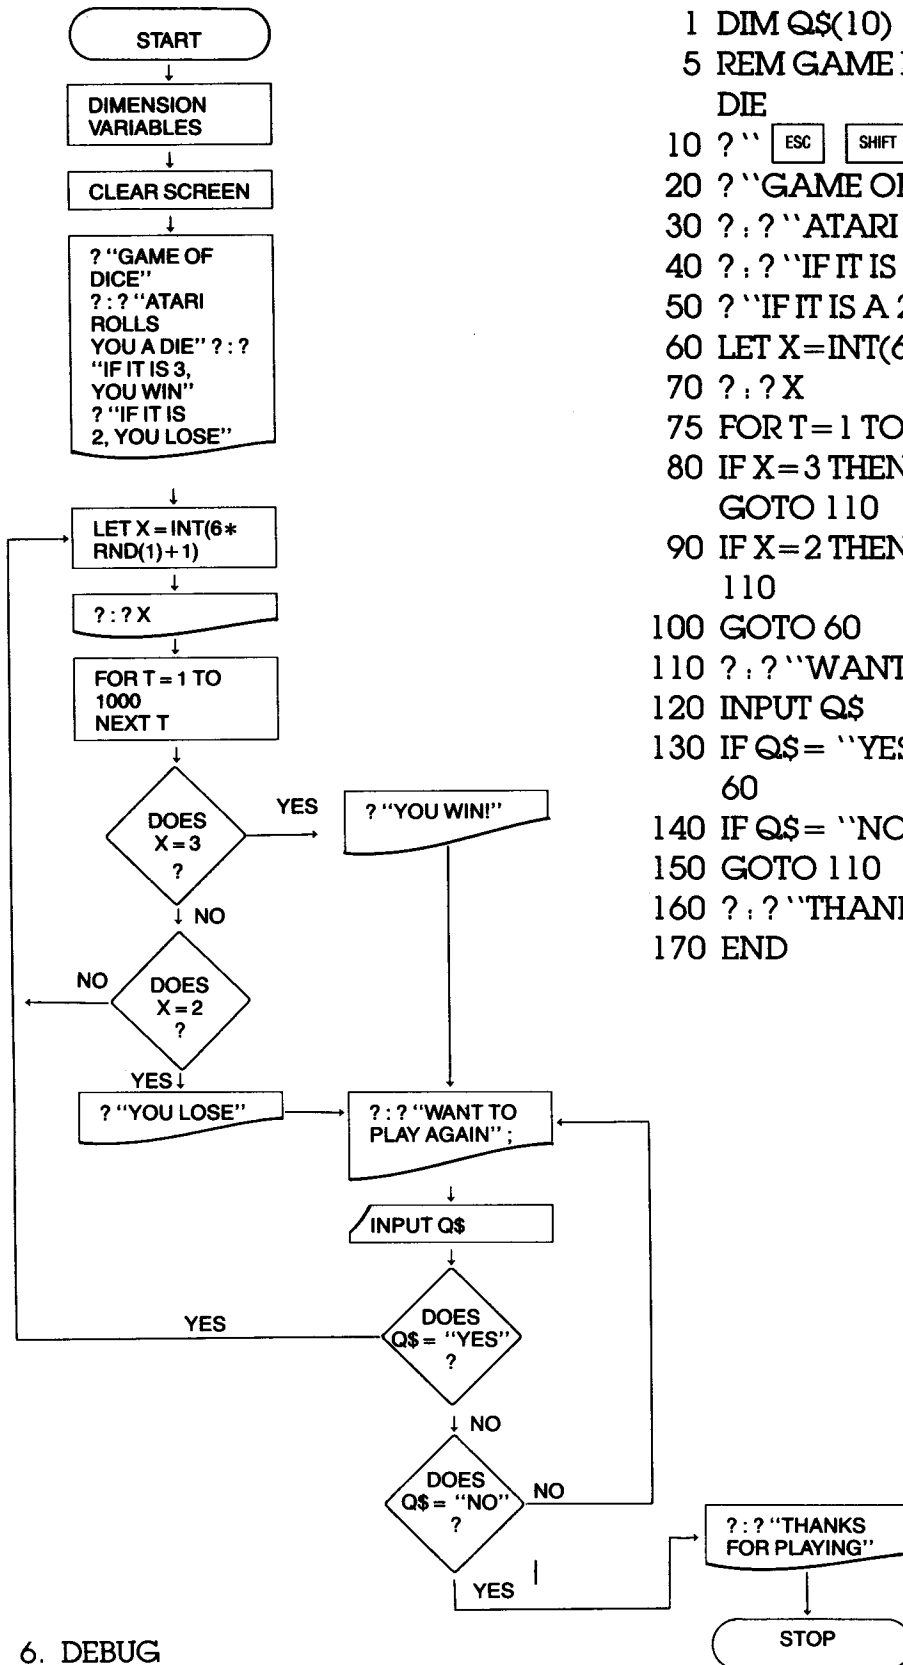 START
DIMENSION
VARIABLES
CLEAR SCREEN
? “GAME OF
DICE”
? : ? “ATARI
ROLLS
YOU A DIE” ? : ?
“IF IT IS 3,
YOU WIN”
? “IF IT IS
2, YOU LOSE”
LET X = INT(6*
RND(1)+1)
? : ? X
FOR T = 1 TO
1000
NEXT T
DOES
X = 3
?
YES
? “YOU WIN!”
NO
DOES
X = 2
?
NO
YES
? “YOU LOSE”
? : ? “WANT TO
PLAY AGAIN” ;
INPUT Q$
DOES
Q$ = “YES”
?
YES
NO
DOES
Q$ = “NO”
?
NO
YES
? : ? “THANKS
FOR PLAYING”
STOP
6. DEBUG
1 DIM Q$(10)
5 REM GAME
DIE
10 ? `` ESC SHIFT
20 ? ``GAME
30 ? : ? ``ATARI
40 ? : ? ``IF IT IS
50 ? ``IF IT IS A 2
60 LET X=INT(6
70 ? : ? X
75 FOR T = 1 TO
80 IF X = 3 THEN
GOTO 110
90 IF X = 2 THEN
110
100 GOTO 60
110 ? : ? ``WANT
120 INPUT Q$
130 IF Q$ = ``YES
60
140 IF Q$ = ``NO
150 GOTO 110
160 ? : ?
170 END